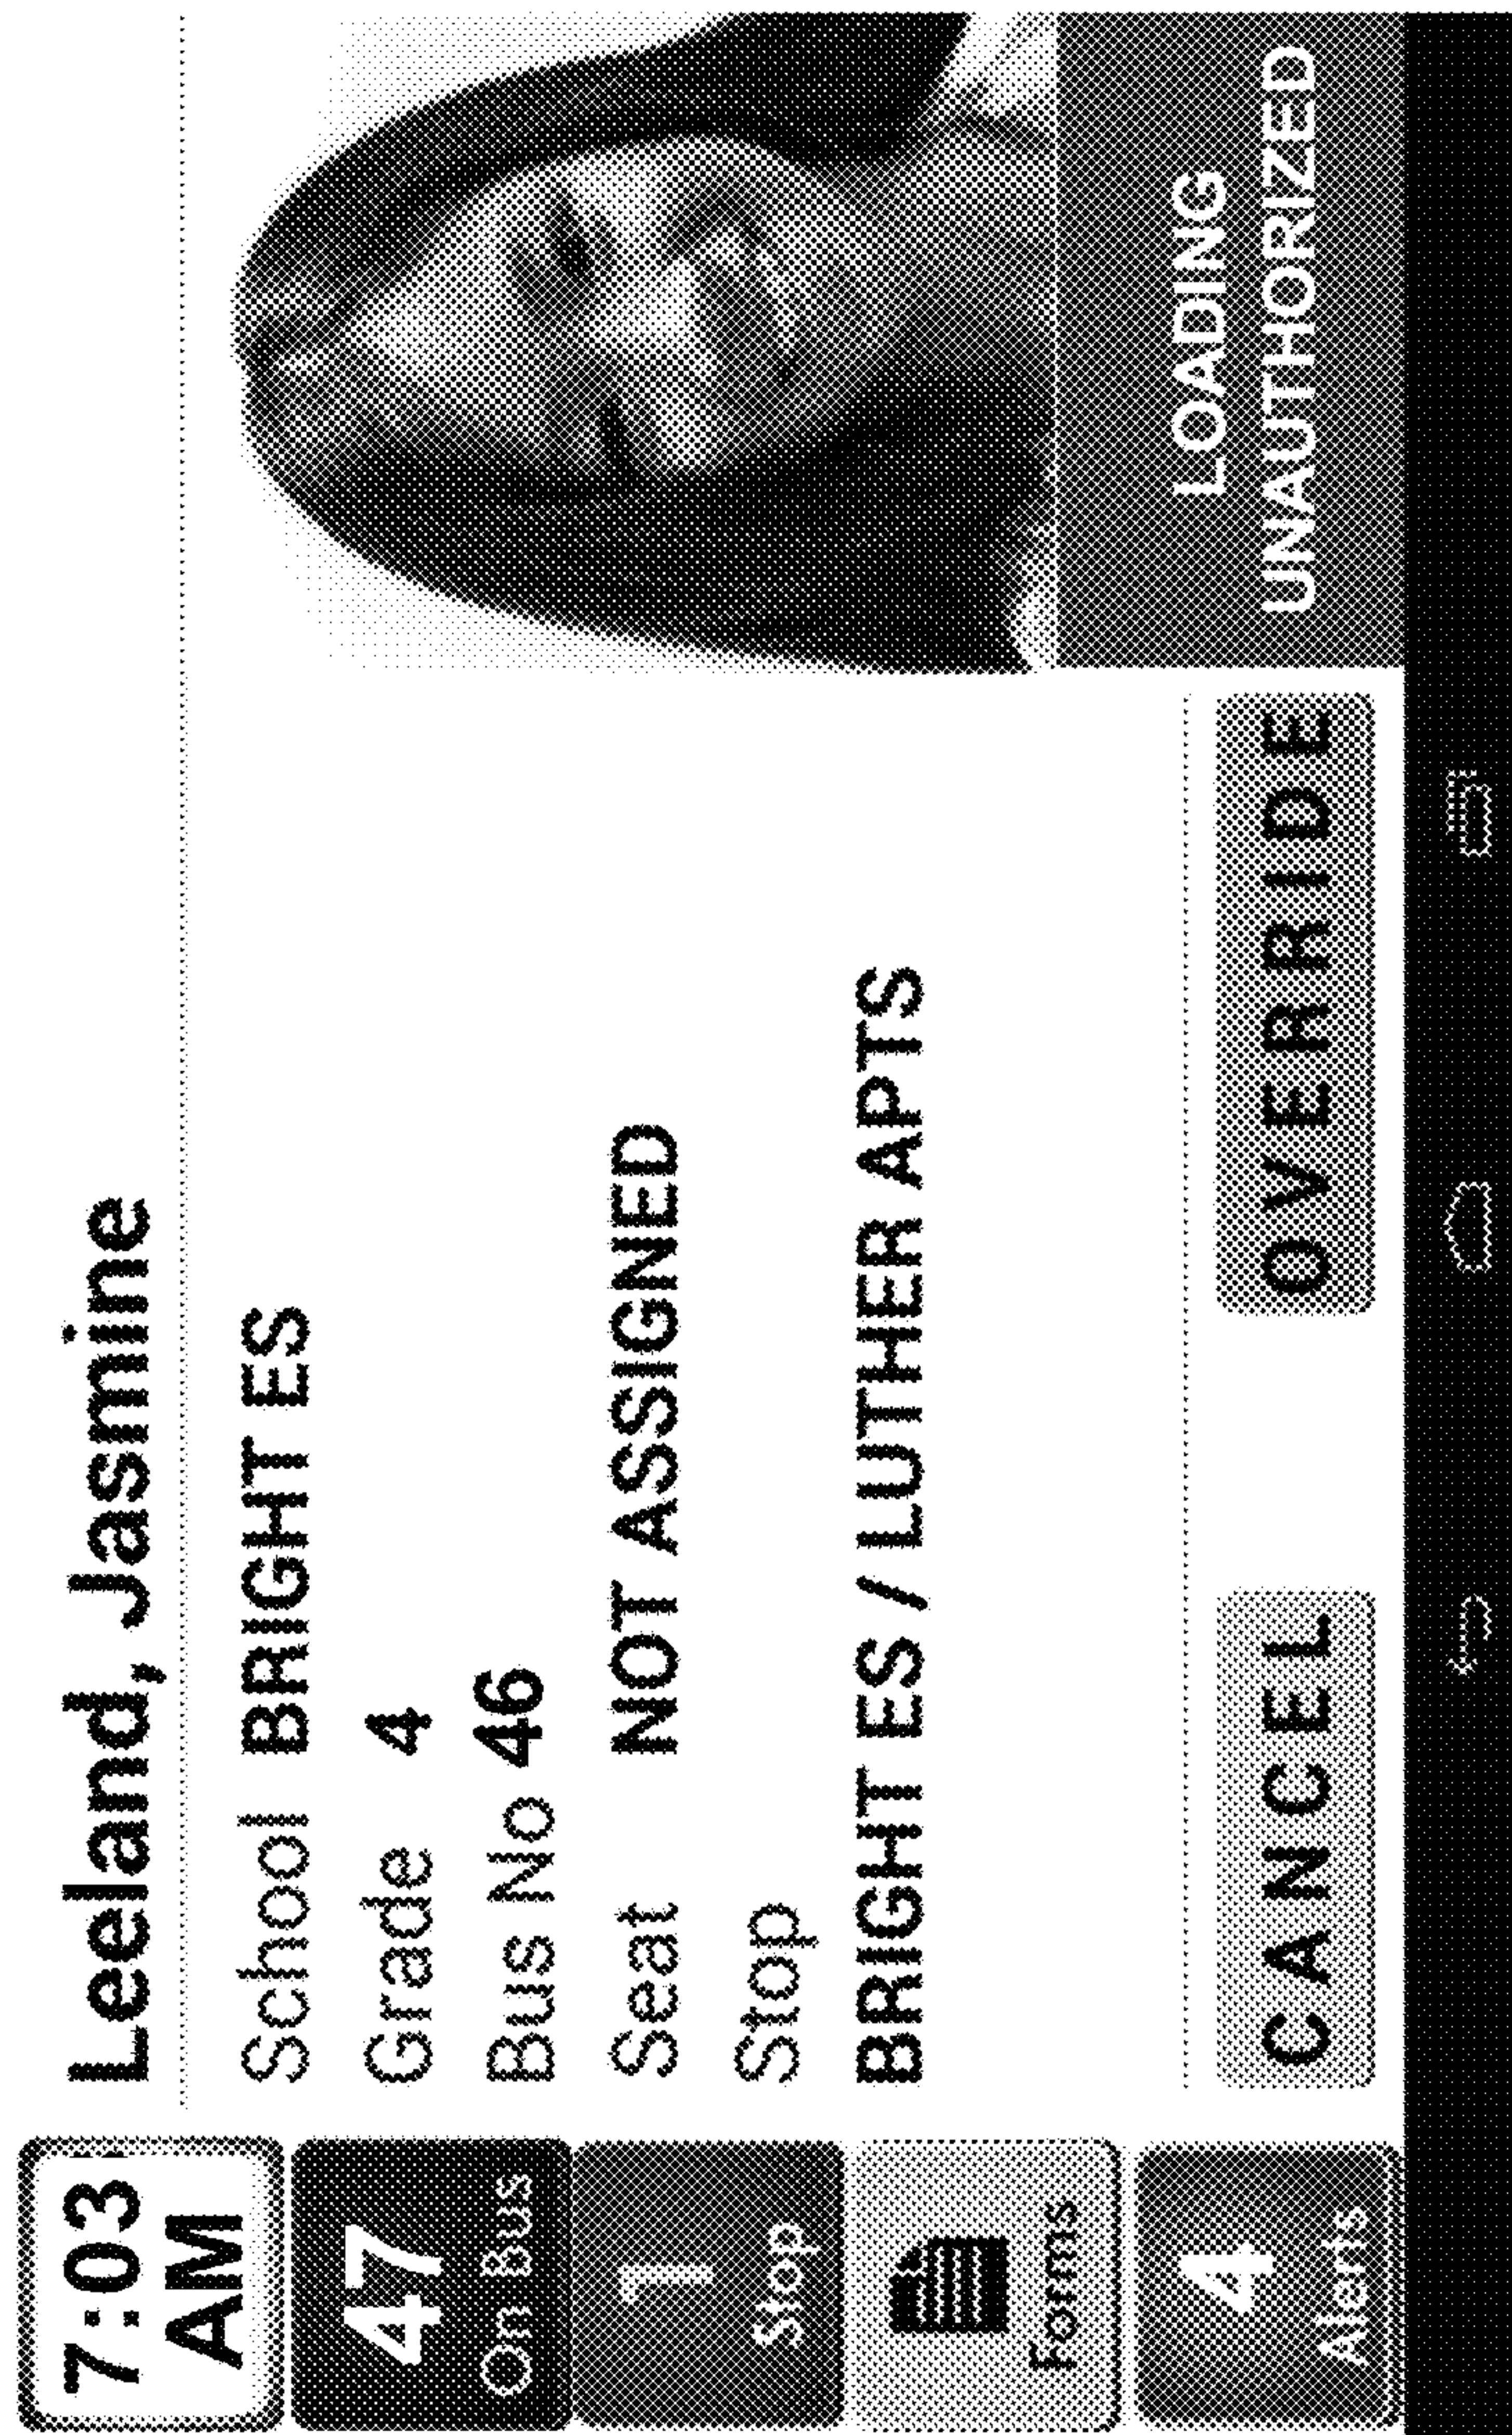 7:03
AM
Leeland, Jasmine
47
On Bus
School BRIGHT ES
Grade 4
Bus No 46
1
Stop
Seat NOT ASSIGNED
Stop
BRIGHT ES / LUTHER APTS
Forms
4
Alerts
CANCEL
OVERRIDE
LOADING
UNAUTHORIZED